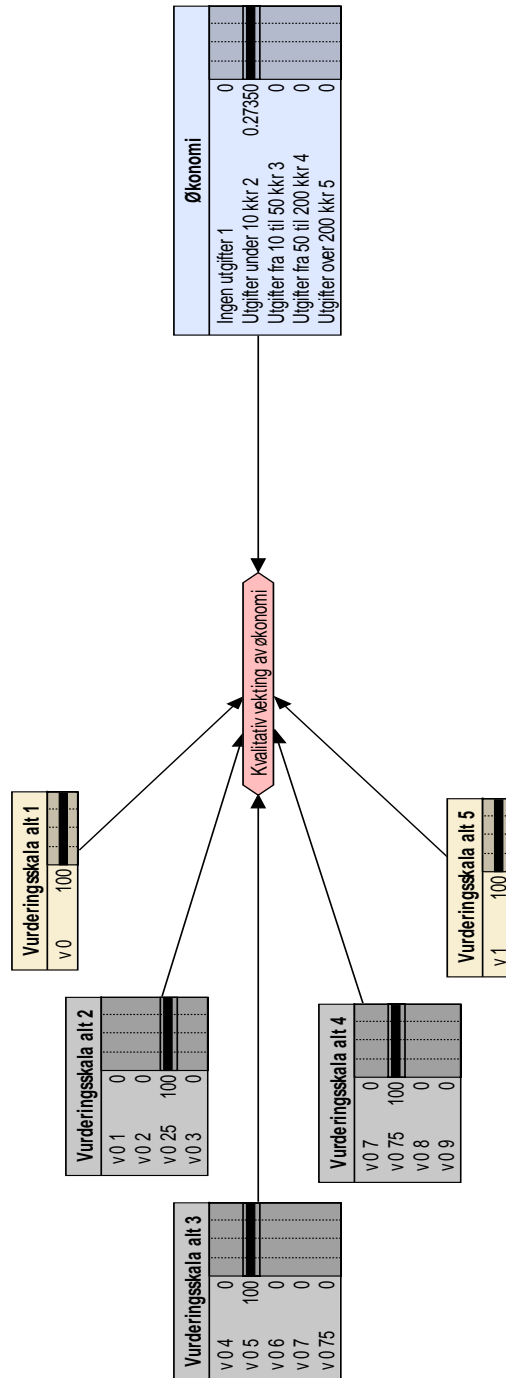 Vurderingsskala alt 1
v 0 100
Vurderingsskala alt 2
v 0 1 0
v 0 2 0
v 0 25 100
v 0 3 0
Vurderingsskala alt 3
v 0 4 0
v 0 5 100
v 0 6 0
v 0 7 0
v 0 75 0
Vurderingsskala alt 4
v 0 7 0
v 0 75 100
v 0 8 0
v 0 9 0
Vurderingsskala alt 5
v 1 100
Kvalitativ vekting av økonomi
Økonomi
Ingen utgifter 1 0
Utgifter under 10 kkr 2 0.27350
Utgifter fra 10 til 50 kkr 3 0
Utgifter fra 50 til 200 kkr 4 0
Utgifter over 200 kkr 5 0